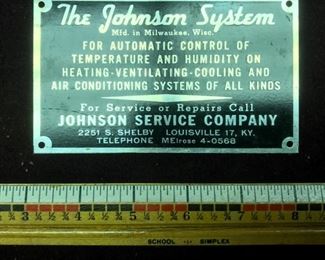 The Johnson System
Mfd. in Milwaukee, Wisc.
FOR AUTOMATIC CONTROL OF
TEMPERATURE AND HUMIDITY ON
HEATING-VENTILATING-COOLING AND
AIR CONDITIONING SYSTEMS OF ALL KINDS
For Service or Repairs Call
JOHNSON SERVICE COMPANY
2251 S. SHELBY LOUISVILLE 17, KY.
TELEPHONE MElrose 4-0568
3 4 5 6 7 8
SCHOOL SIMPLEX